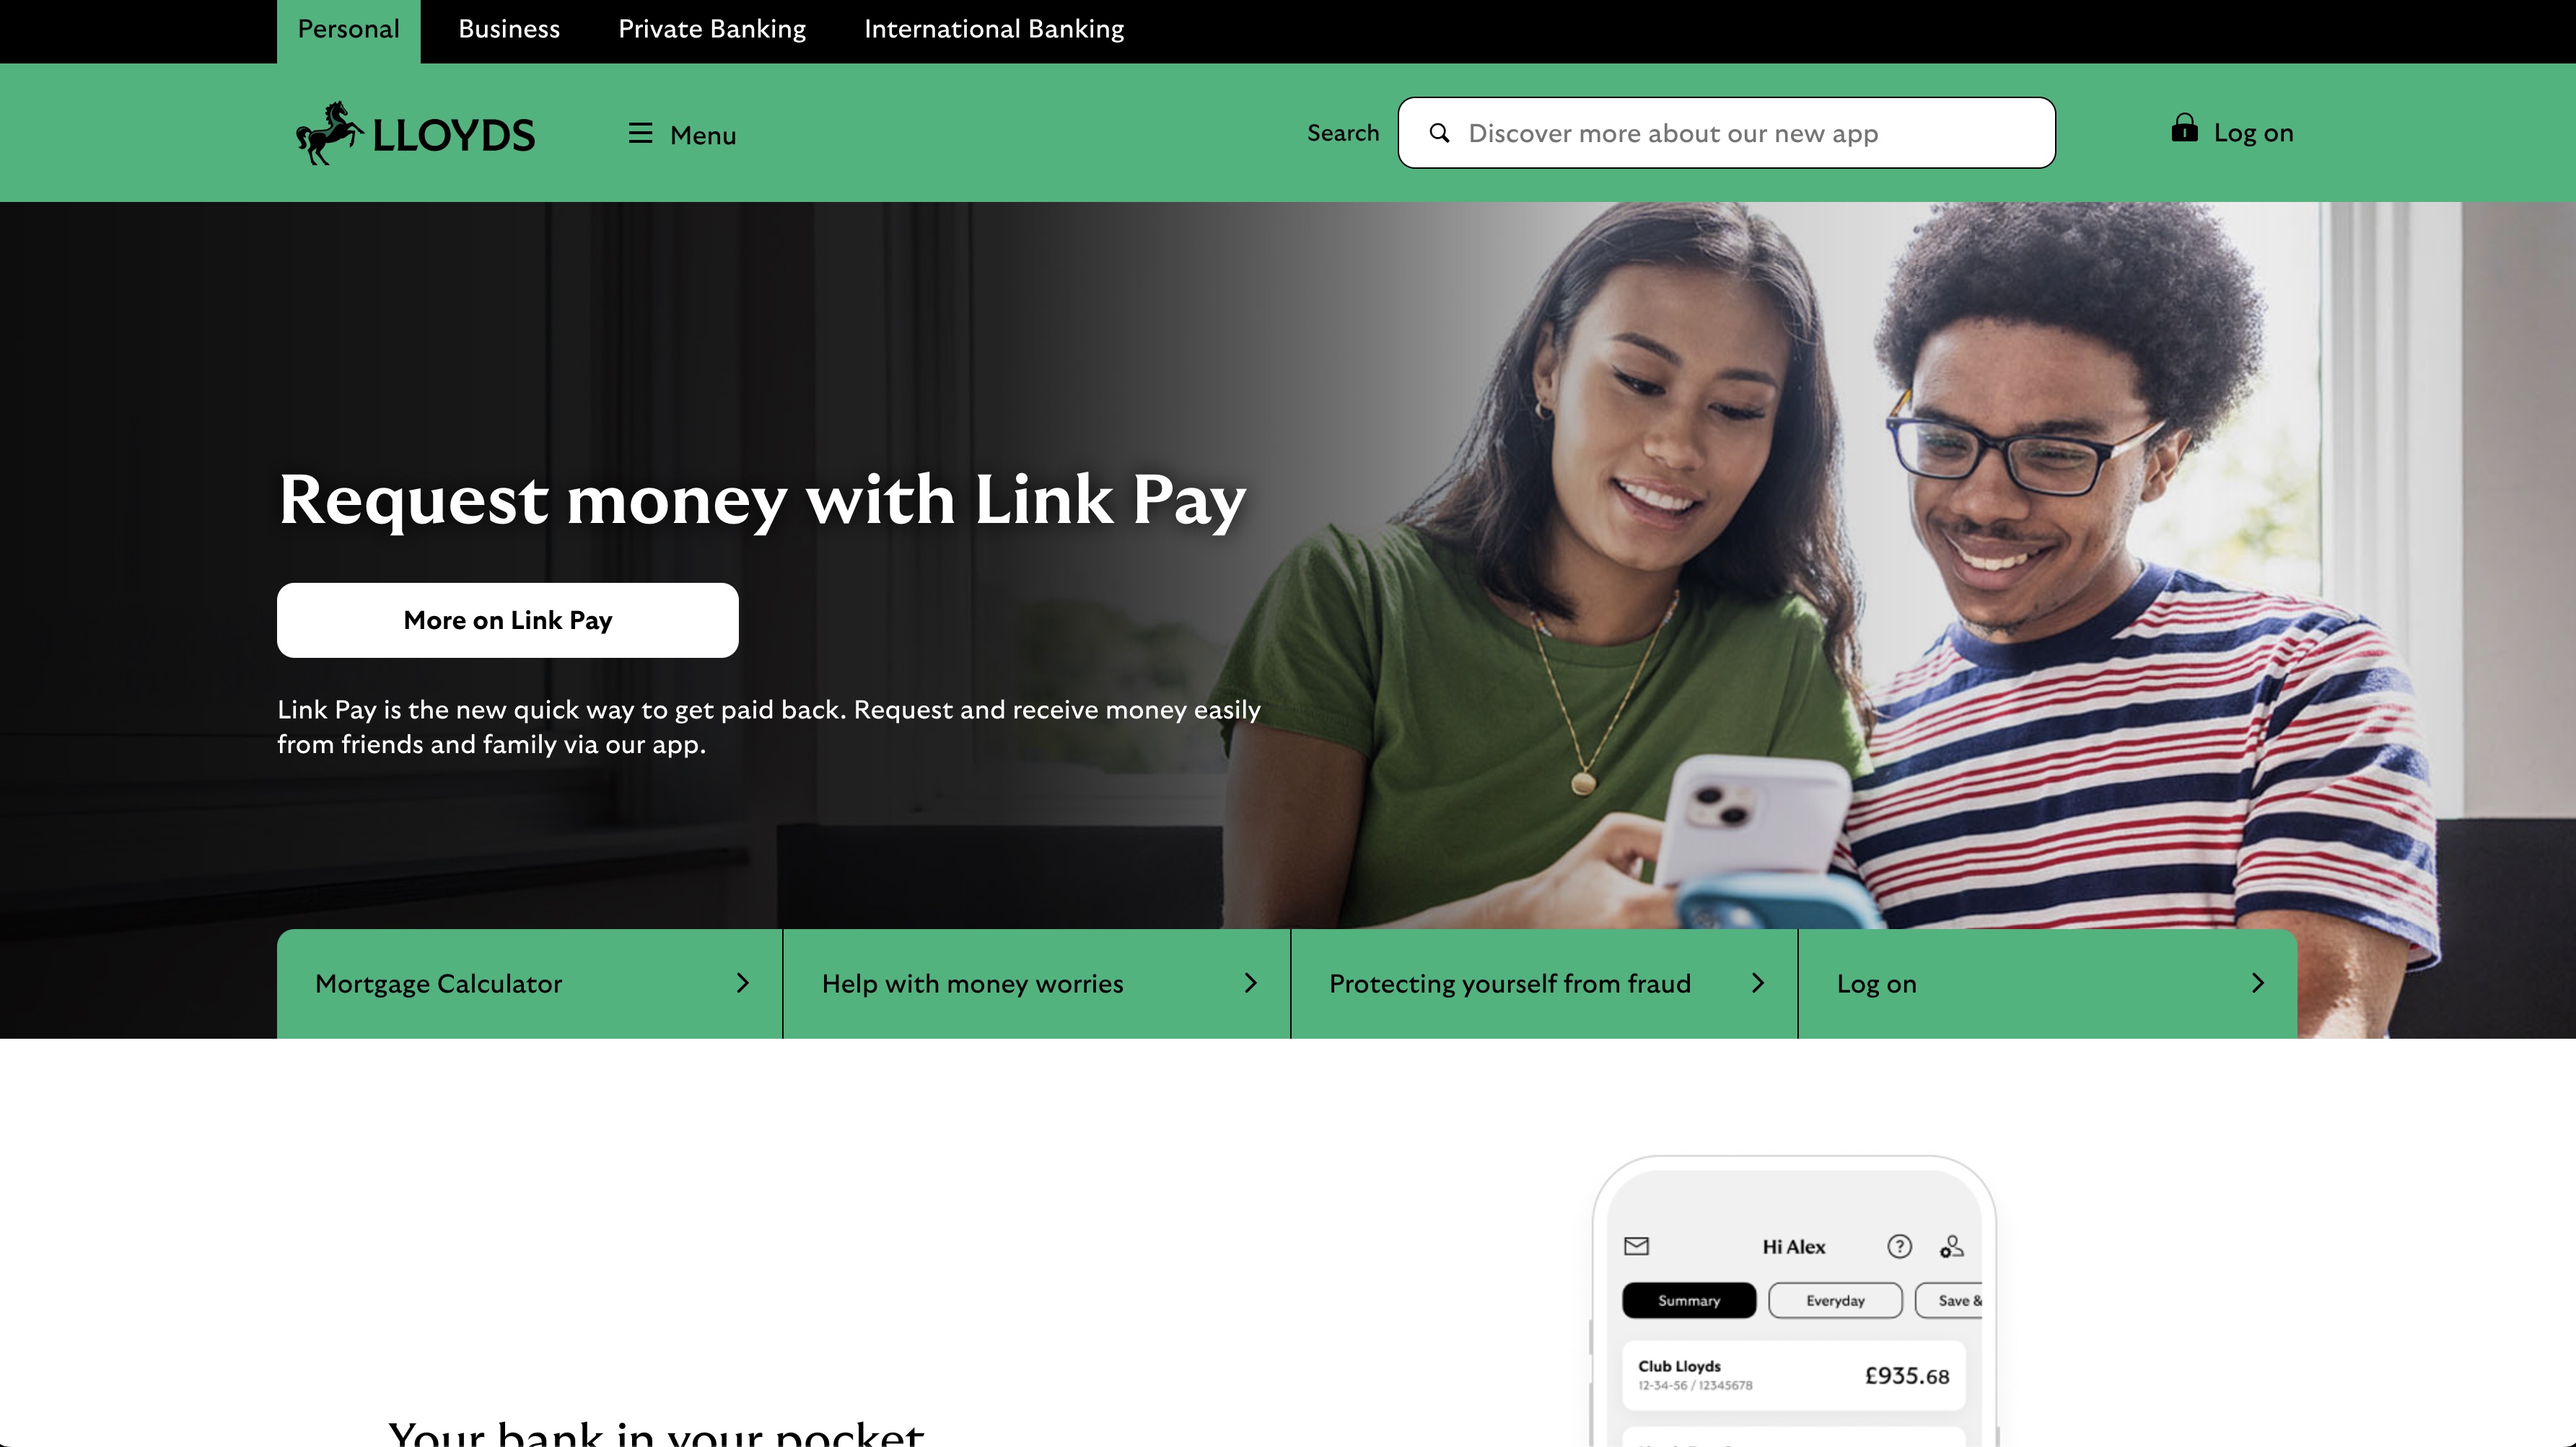 Personal
Business
Private Banking
International Banking
LLOYDS
Menu
Search
Discover more about our new app
Log on
Request money with Link Pay
More on Link Pay
Link Pay is the new quick way to get paid back. Request and receive money easily
from friends and family via our app.
Mortgage Calculator
Help with money worries
Protecting yourself from fraud
Log on
Hi Alex
Summary
Everyday
Save &
Club Lloyds
£935.68
12-34-56 / 12345678
Your bank in your pocket